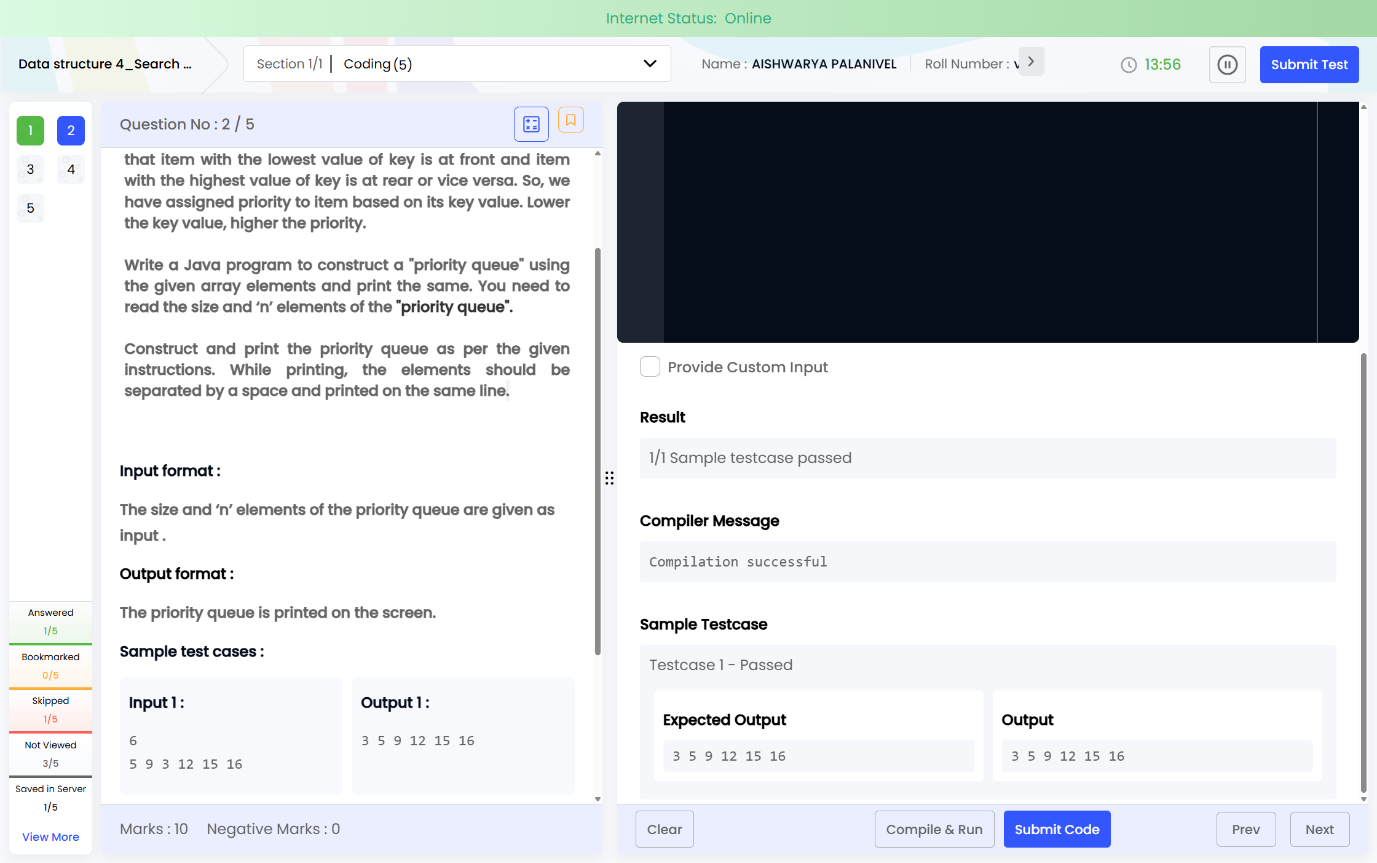 Internet Status: Online
Data structure 4_Search ...
Section 1/1 | Coding (5)
Name : AISHWARYA PALANIVEL
Roll Number :
13:56
Submit Test
1
2
3
4
5
Answered
1/5
Bookmarked
0/5
Skipped
1/5
Not Viewed
3/5
Saved in Server
1/5
View More
Question No : 2 / 5
that item with the lowest value of key is at front and item
with the highest value of key is at rear or vice versa. So, we
have assigned priority to item based on its key value. Lower
the key value, higher the priority.
Write a Java program to construct a "priority queue" using
the given array elements and print the same. You need to
read the size and ‘n’ elements of the "priority queue".
Construct and print the priority queue as per the given
instructions. While printing, the elements should be
separated by a space and printed on the same line.
Input format :
The size and ‘n’ elements of the priority queue are given as
input .
Output format :
The priority queue is printed on the screen.
Sample test cases :
Input 1 :
6
5 9 3 12 15 16
Output 1 :
3 5 9 12 15 16
Marks : 10
Negative Marks : 0
Provide Custom Input
Result
1/1 Sample testcase passed
Compiler Message
Compilation successful
Sample Testcase
Testcase 1 - Passed
Expected Output
3 5 9 12 15 16
Output
3 5 9 12 15 16
Clear
Compile & Run
Submit Code
Prev
Next